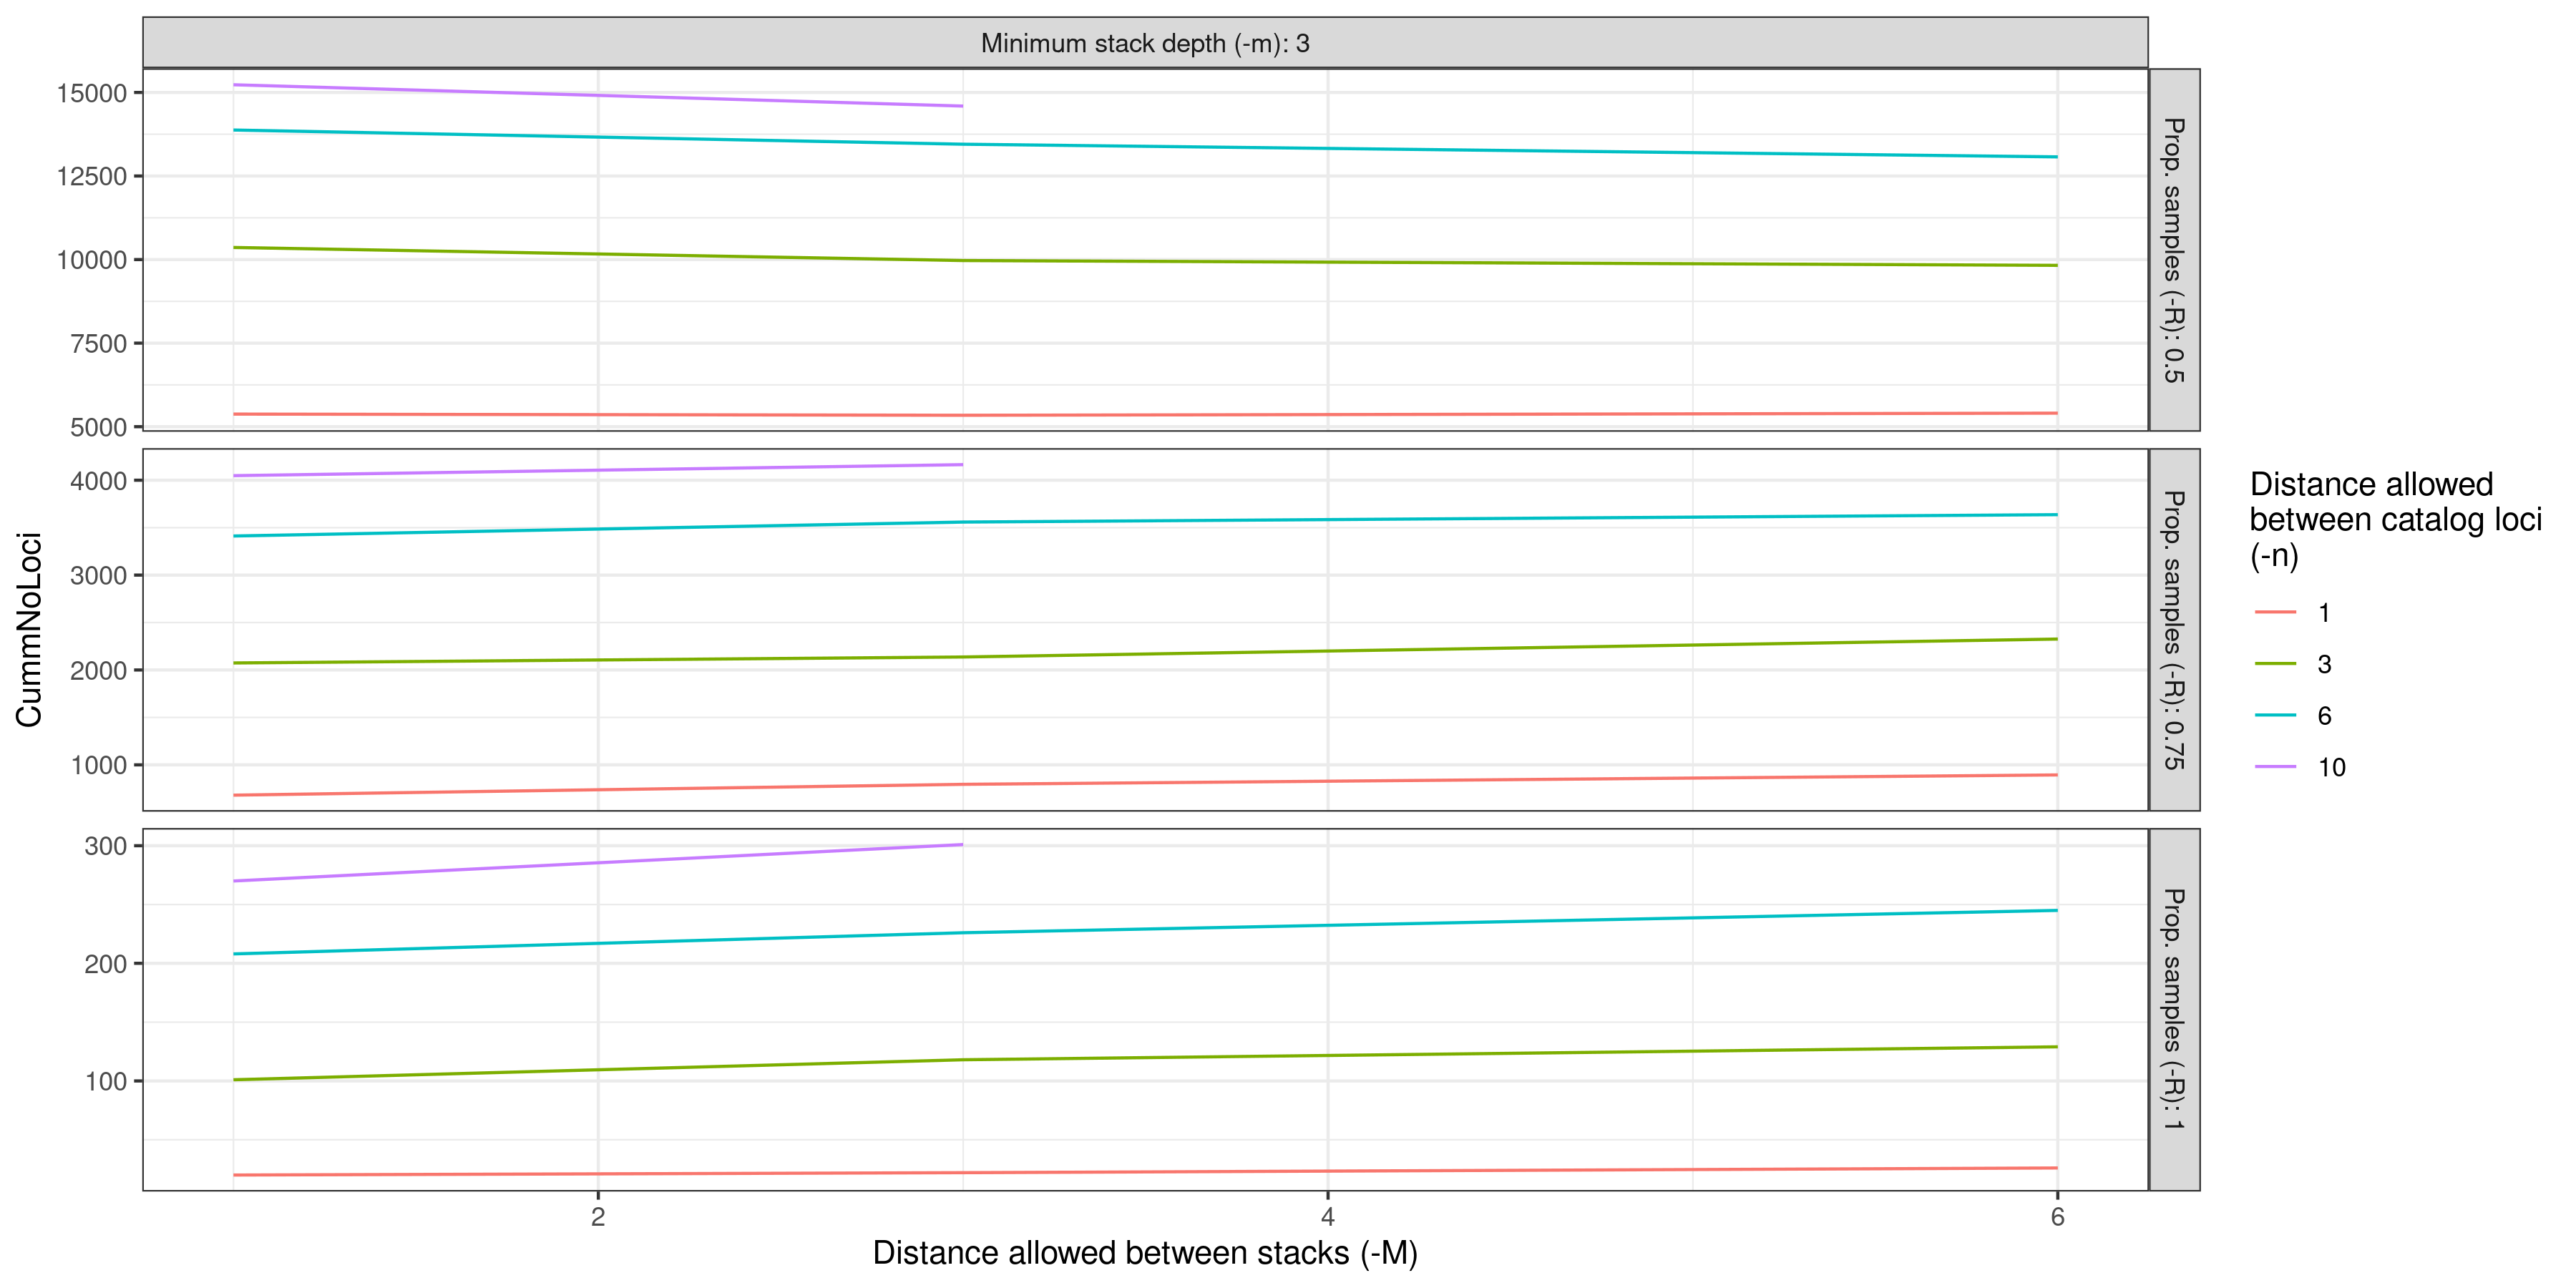 Minimum stack depth (-m): 3
15000
12500
10000
7500
5000
Prop. samples (-R): 0.5
4000
3000
2000
1000
Prop. samples (-R): 0.75
300
200
100
Prop. samples (-R): 1
2
4
6
Distance allowed between stacks (-M)
CummNoLoci
Distance allowed
between catalog loci
(-n)
1
3
6
10